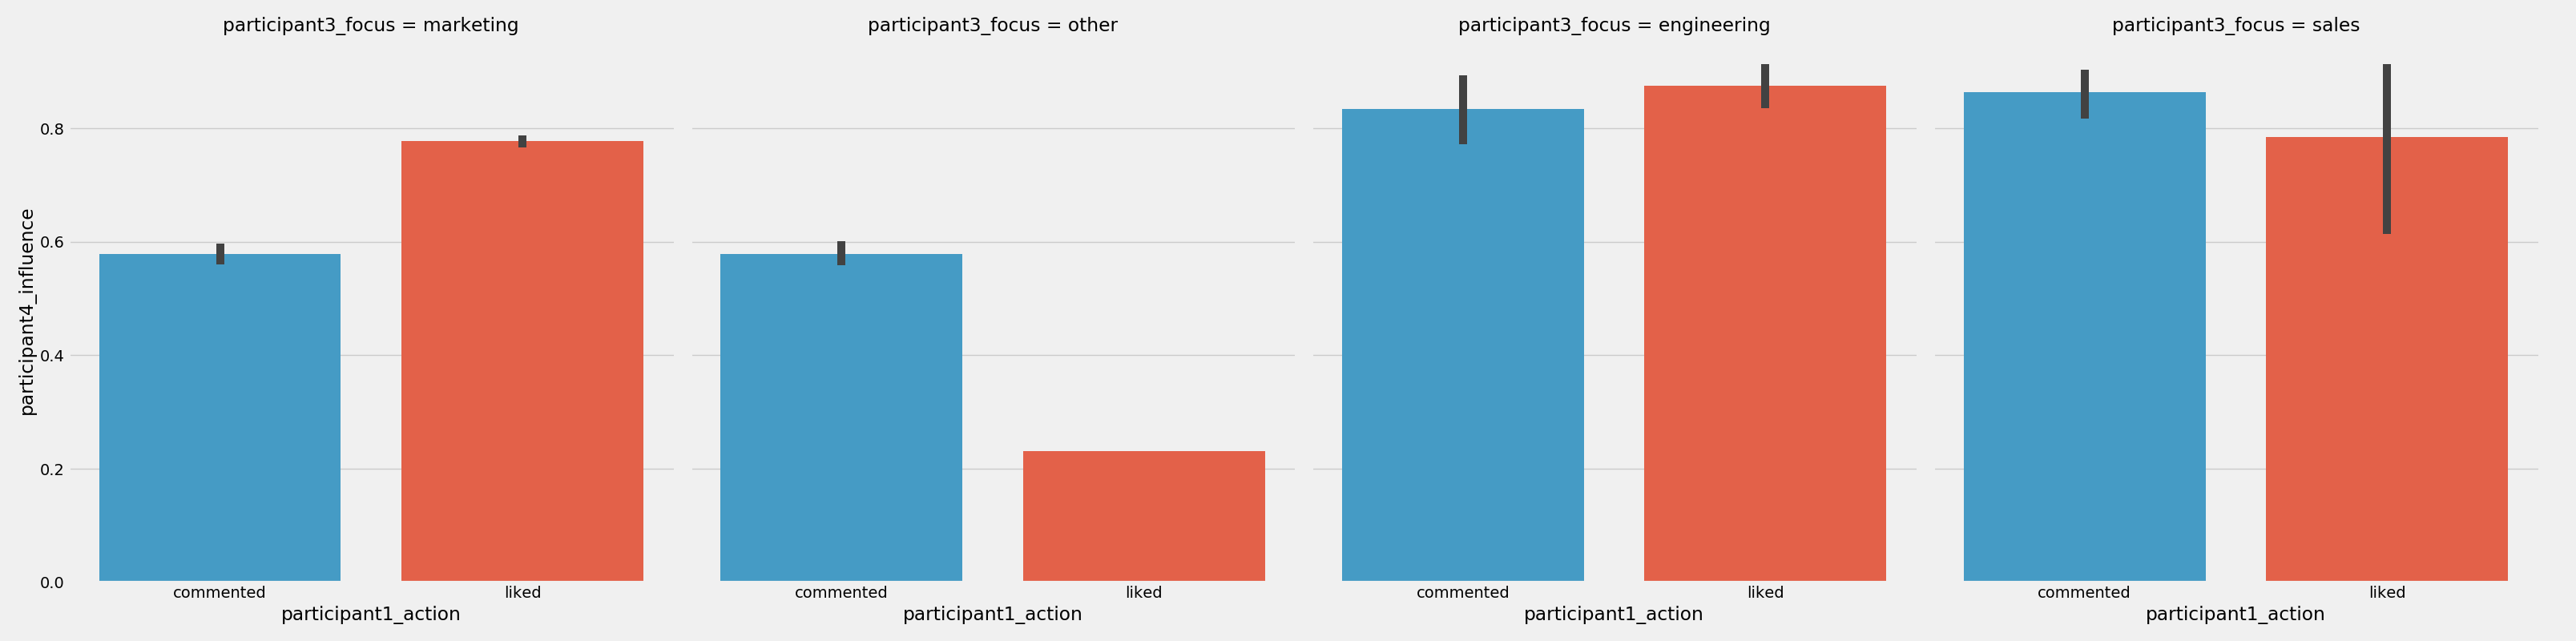 participant3_focus = marketing
participant3_focus = other
participant3_focus = engineering
participant3_focus = sales
participant4_influence
0.8
0.6
0.4
0.2
0.0
commented liked
participant1_action
commented liked
participant1_action
commented liked
participant1_action
commented liked
participant1_action